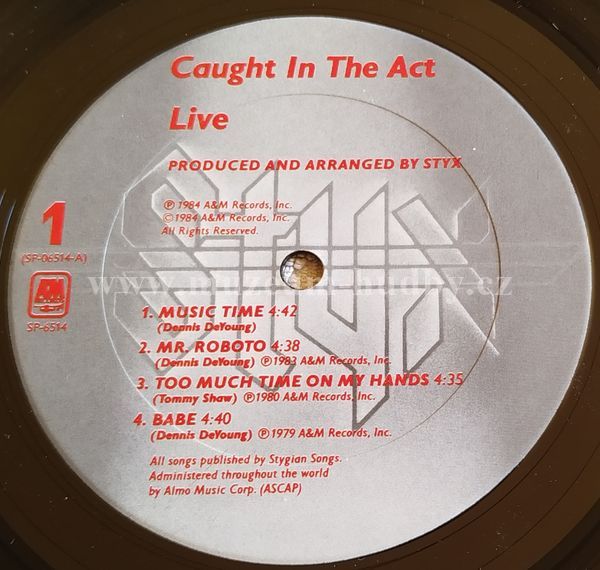 Caught In The Act
Live
PRODUCED AND ARRANGED BY STYX
℗ 1984 A&M Records, Inc.
© 1984 A&M Records, Inc.
All Rights Reserved.
1
(SP-06514-A)
A&M
SP-6514
STYX
1. MUSIC TIME 4:42
(Dennis DeYoung)
2. MR. ROBOTO 4:38
(Dennis DeYoung) ℗ 1983 A&M Records, Inc.
3. TOO MUCH TIME ON MY HANDS 4:35
(Tommy Shaw) ℗ 1980 A&M Records, Inc.
4. BABE 4:40
(Dennis DeYoung) ℗ 1979 A&M Records, Inc.
All songs published by Stygian Songs.
Administered throughout the world
by Almo Music Corp. (ASCAP)